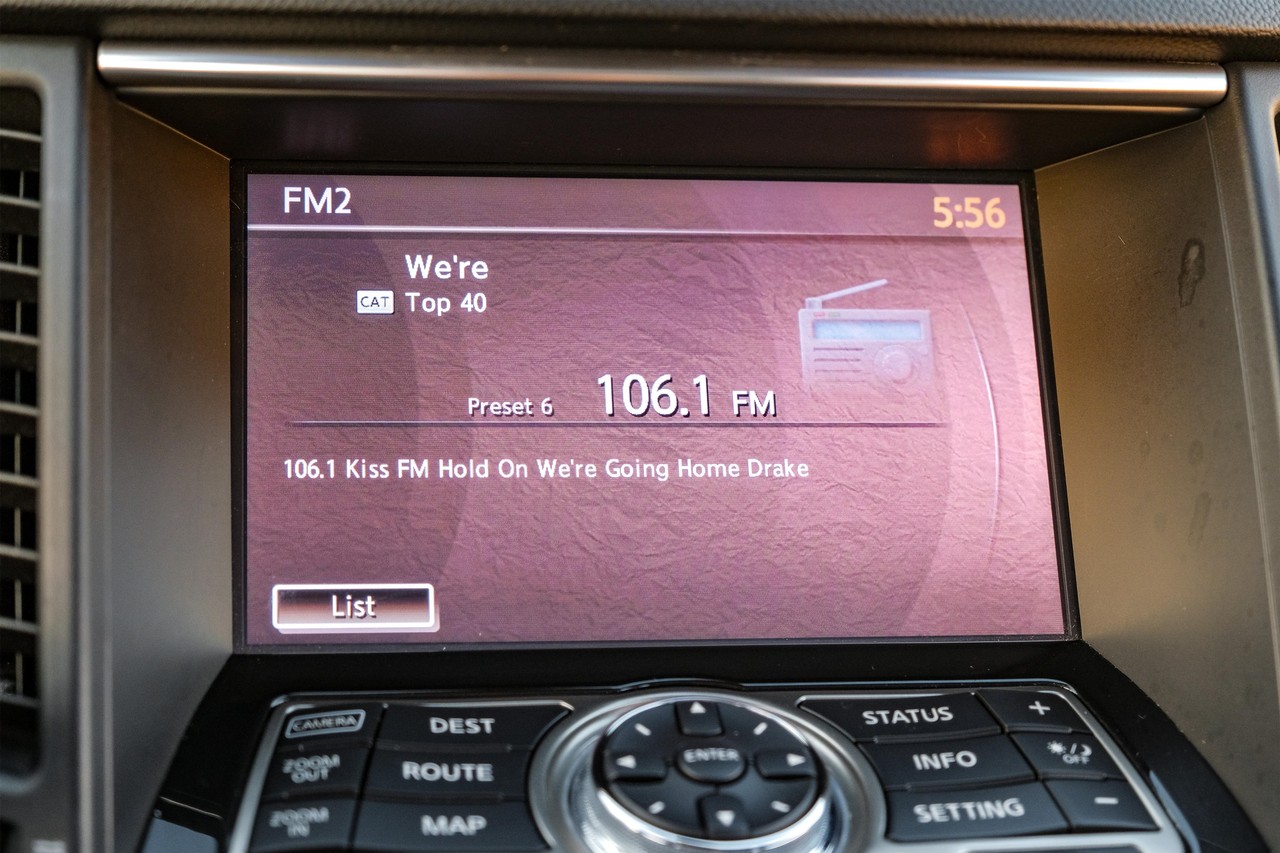 FM2
5:56
We're
CAT Top 40
Preset 6 106.1 FM
106.1 Kiss FM Hold On We're Going Home Drake
List
CAMERA
DEST
ZOOM OUT
ROUTE
ZOOM IN
MAP
ENTER
STATUS
+
INFO
OFF
SETTING
-